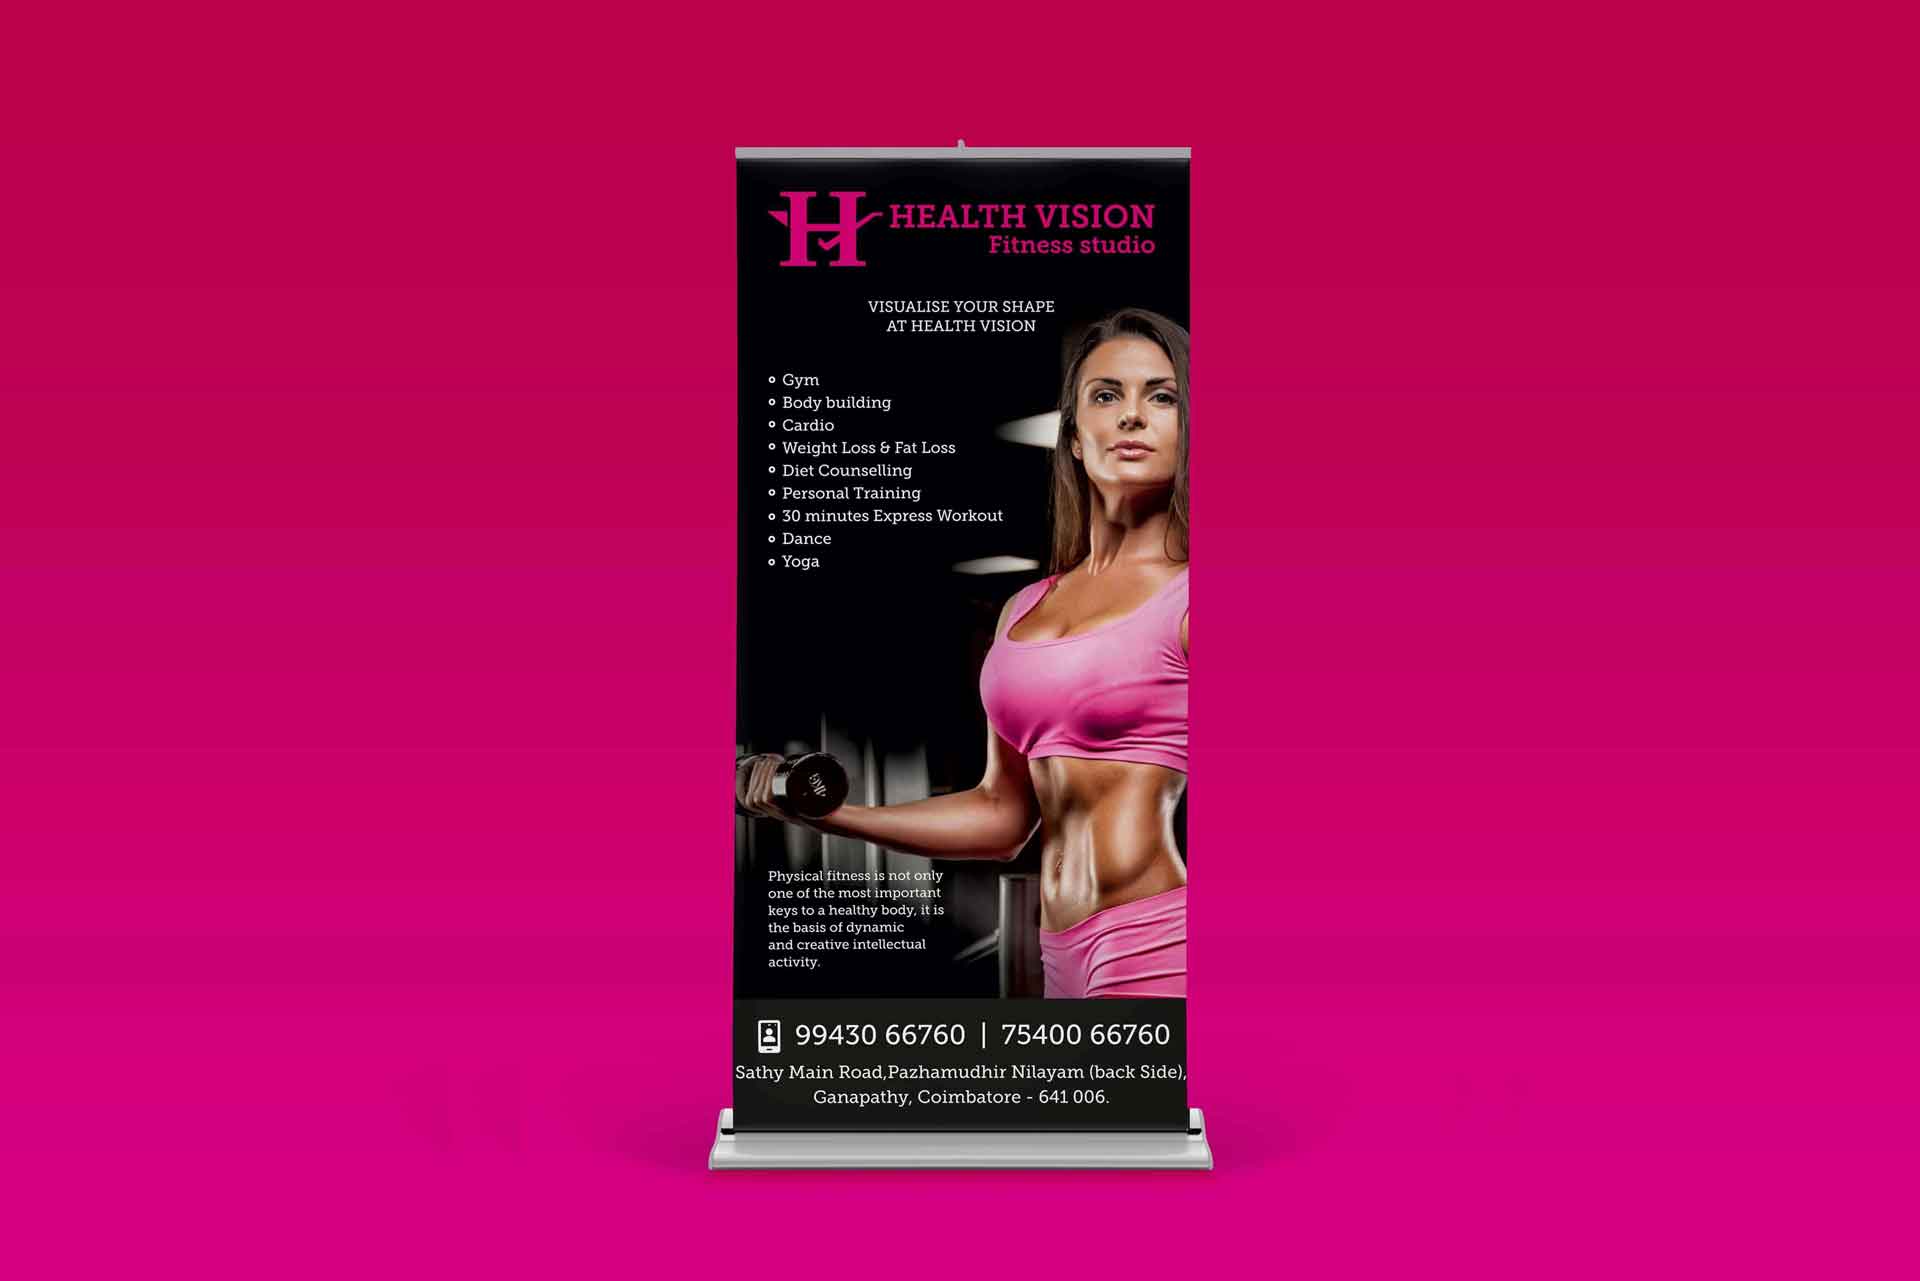 H HEALTH VISION
Fitness studio
VISUALISE YOUR SHAPE
AT HEALTH VISION
Gym
Body building
Cardio
Weight Loss & Fat Loss
Diet Counselling
Personal Training
30 minutes Express Workout
Dance
Yoga
Physical fitness is not only
one of the most important
keys to a healthy body, it is
the basis of dynamic
and creative intellectual
activity.
99430 66760 | 75400 66760
Sathy Main Road,Pazhamudhir Nilayam (back Side),
Ganapathy, Coimbatore - 641 006.